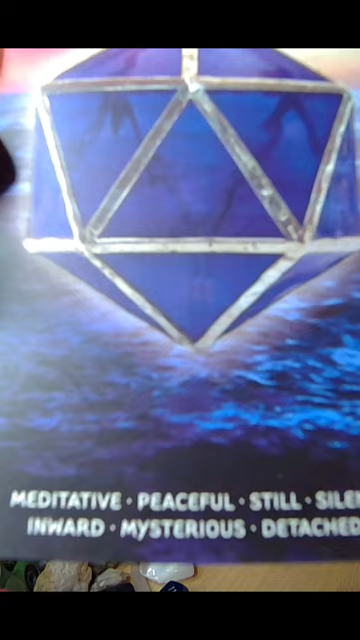 MEDITATIVE · PEACEFUL · STILL ·
INWARD · MYSTERIOUS · DETACHED